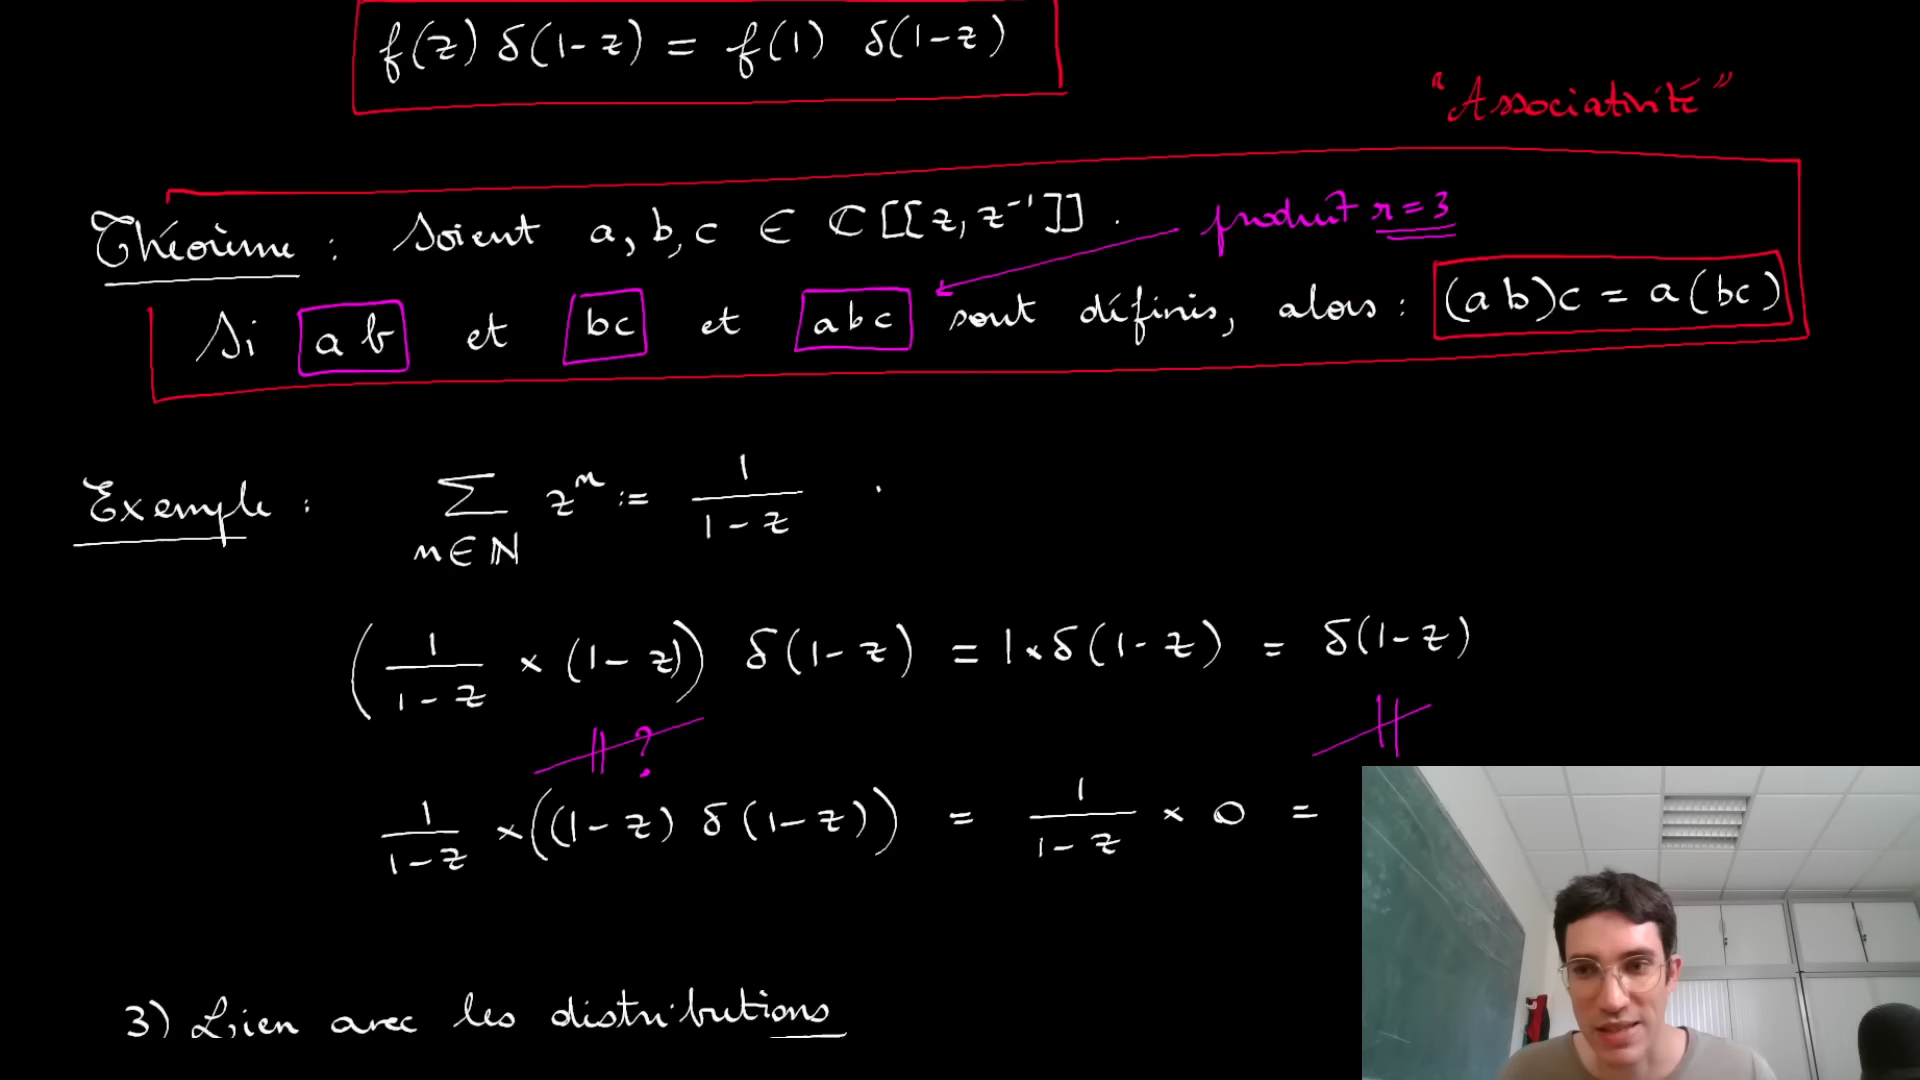 f(z) δ(1-z) = f(1) δ(1-z)
"Associativité"
Théorème : Soient a, b, c ∈ ℂ[[z, z⁻¹]] . produit r=3
Si ab et bc et abc sont définis, alors : (ab)c = a(bc)
Exemple : ∑_{n∈ℕ} zⁿ := 1/(1-z) .
(1/(1-z) × (1-z)) δ(1-z) = 1×δ(1-z) = δ(1-z)
≠ ? ≠
1/(1-z) × ((1-z) δ(1-z)) = 1/(1-z) × 0 =
3) Lien avec les distributions